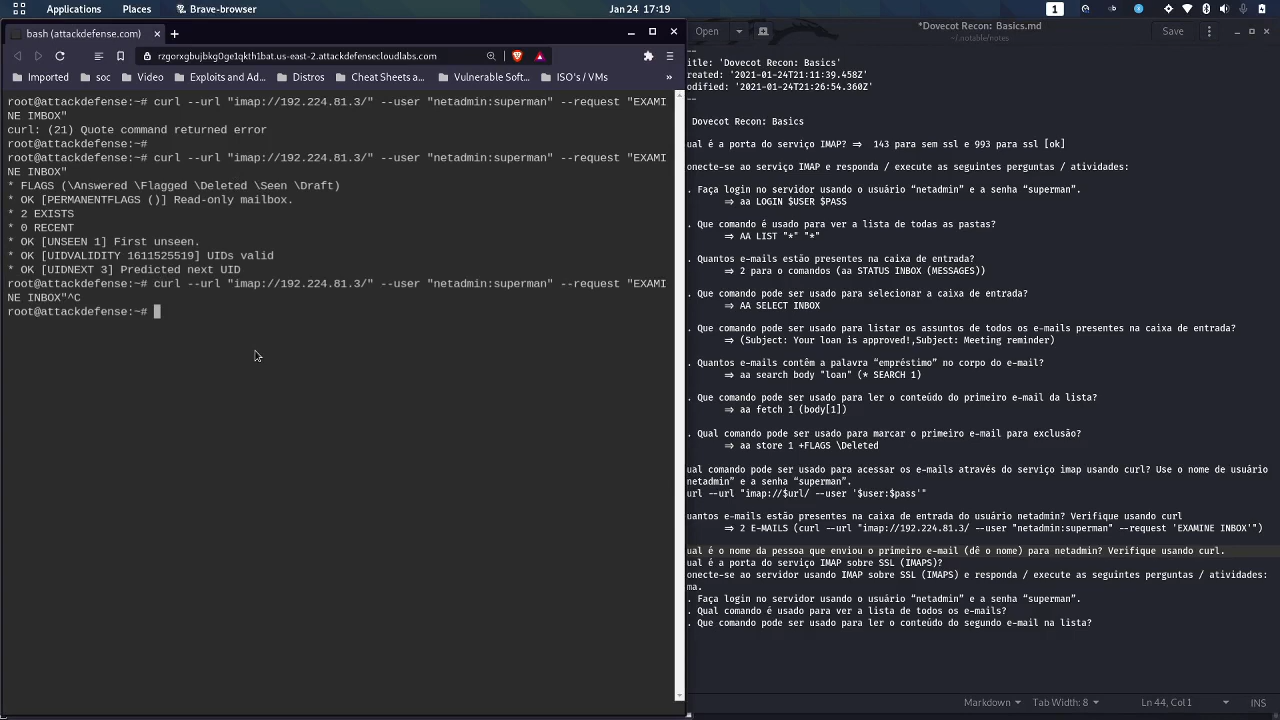 Applications
Places
Brave-browser
Jan 24 17:19
1
bash (attackdefense.com)
rzgorxgbujbkg0ge1qkth1bat.us-east-2.attackdefensecloudlabs.com
Imported
soc
Video
Exploits and Ad...
Distros
Cheat Sheets a...
Vulnerable Soft...
ISO's / VMs
»
root@attackdefense:~# curl --url "imap://192.224.81.3/" --user "netadmin:superman" --request "EXAMI
NE IMBOX"
curl: (21) Quote command returned error
root@attackdefense:~#
root@attackdefense:~# curl --url "imap://192.224.81.3/" --user "netadmin:superman" --request "EXAMI
NE INBOX"
* FLAGS (\Answered \Flagged \Deleted \Seen \Draft)
* OK [PERMANENTFLAGS ()] Read-only mailbox.
* 2 EXISTS
* 0 RECENT
* OK [UNSEEN 1] First unseen.
* OK [UIDVALIDITY 1611525519] UIDs valid
* OK [UIDNEXT 3] Predicted next UID
root@attackdefense:~# curl --url "imap://192.224.81.3/" --user "netadmin:superman" --request "EXAMI
NE INBOX"^C
root@attackdefense:~#
Open
*Dovecot Recon: Basics.md
~/.notable/notes
Save
--
itle: 'Dovecot Recon: Basics'
reated: '2021-01-24T21:11:39.458Z'
odified: '2021-01-24T21:26:54.360Z'
--
Dovecot Recon: Basics
ual é a porta do serviço IMAP? ⇒ 143 para sem ssl e 993 para ssl [ok]
onecte-se ao serviço IMAP e responda / execute as seguintes perguntas / atividades:
. Faça login no servidor usando o usuário “netadmin” e a senha “superman”.
⇒ aa LOGIN $USER $PASS
. Que comando é usado para ver a lista de todas as pastas?
⇒ AA LIST "*" "*"
. Quantos e-mails estão presentes na caixa de entrada?
⇒ 2 para o comandos (aa STATUS INBOX (MESSAGES))
. Que comando pode ser usado para selecionar a caixa de entrada?
⇒ AA SELECT INBOX
. Que comando pode ser usado para listar os assuntos de todos os e-mails presentes na caixa de entrada?
⇒ (Subject: Your loan is approved!,Subject: Meeting reminder)
. Quantos e-mails contêm a palavra “empréstimo” no corpo do e-mail?
⇒ aa search body "loan" (* SEARCH 1)
. Que comando pode ser usado para ler o conteúdo do primeiro e-mail da lista?
⇒ aa fetch 1 (body[1])
. Qual comando pode ser usado para marcar o primeiro e-mail para exclusão?
⇒ aa store 1 +FLAGS \Deleted
ual comando pode ser usado para acessar os e-mails através do serviço imap usando curl? Use o nome de usuário
netadmin” e a senha “superman”.
url --url "imap://$url/ --user '$user:$pass'"
uantos e-mails estão presentes na caixa de entrada do usuário netadmin? Verifique usando curl
⇒ 2 E-MAILS (curl --url "imap://192.224.81.3/ --user "netadmin:superman" --request 'EXAMINE INBOX'")
ual é o nome da pessoa que enviou o primeiro e-mail (dê o nome) para netadmin? Verifique usando curl.
ual é a porta do serviço IMAP sobre SSL (IMAPS)?
onecte-se ao servidor usando IMAP sobre SSL (IMAPS) e responda / execute as seguintes perguntas / atividades:
ma.
. Faça login no servidor usando o usuário “netadmin” e a senha “superman”.
. Qual comando é usado para ver a lista de todos os e-mails?
. Que comando pode ser usado para ler o conteúdo do segundo e-mail na lista?
Markdown
Tab Width: 8
Ln 44, Col 1
INS